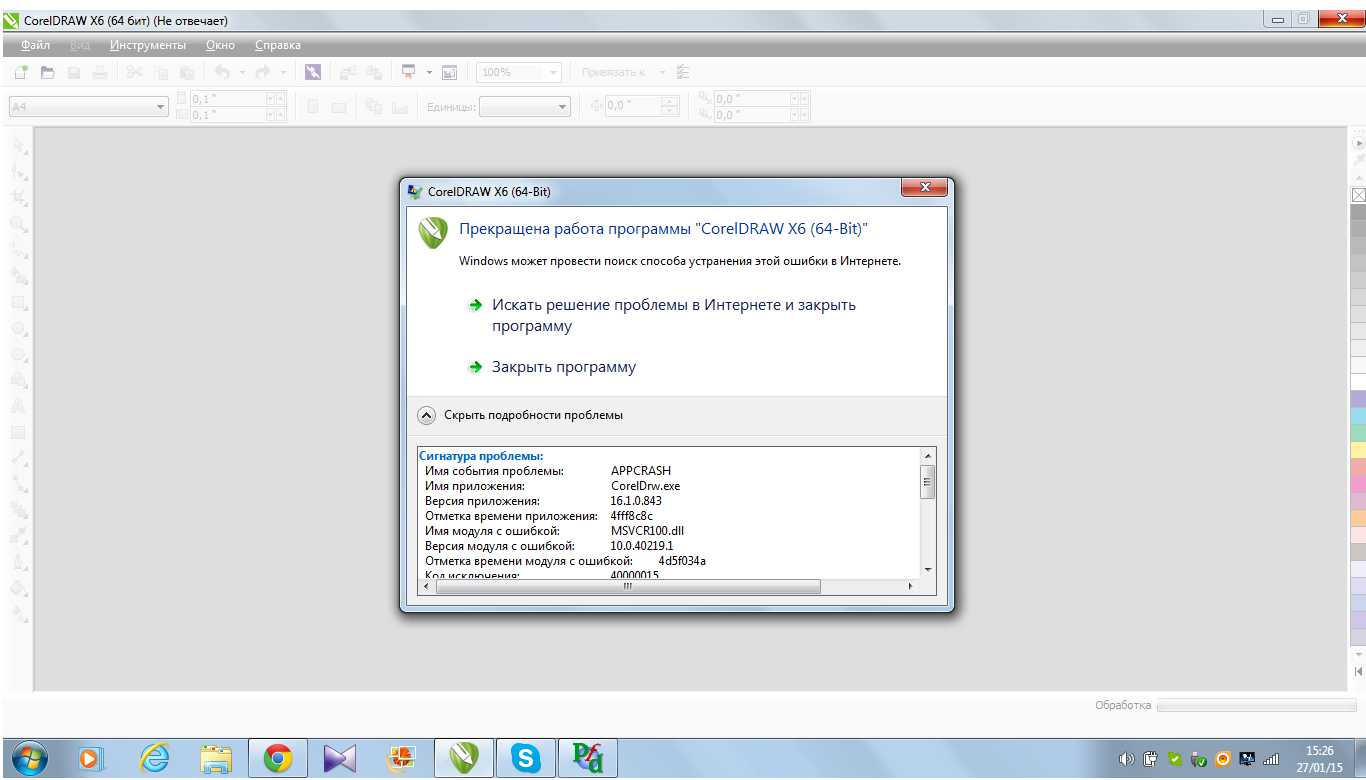 CorelDRAW X6 (64 бит) (Не отвечает)
Файл Вид Инструменты Окно Справка
100% Привязать к
A4 0,1 " Единицы: 0,0 " 0,0 "
0,1 " 0,0 "
CorelDRAW X6 (64-Bit)
Прекращена работа программы "CorelDRAW X6 (64-Bit)"
Windows может провести поиск способа устранения этой ошибки в Интернете.
Искать решение проблемы в Интернете и закрыть
программу
Закрыть программу
Скрыть подробности проблемы
Сигнатура проблемы:
Имя события проблемы: APPCRASH
Имя приложения: CorelDrw.exe
Версия приложения: 16.1.0.843
Отметка времени приложения: 4fff8c8c
Имя модуля с ошибкой: MSVCR100.dll
Версия модуля с ошибкой: 10.0.40219.1
Отметка времени модуля с ошибкой: 4d5f034a
Код исключения: 40000015
Обработка
15:26
27/01/15